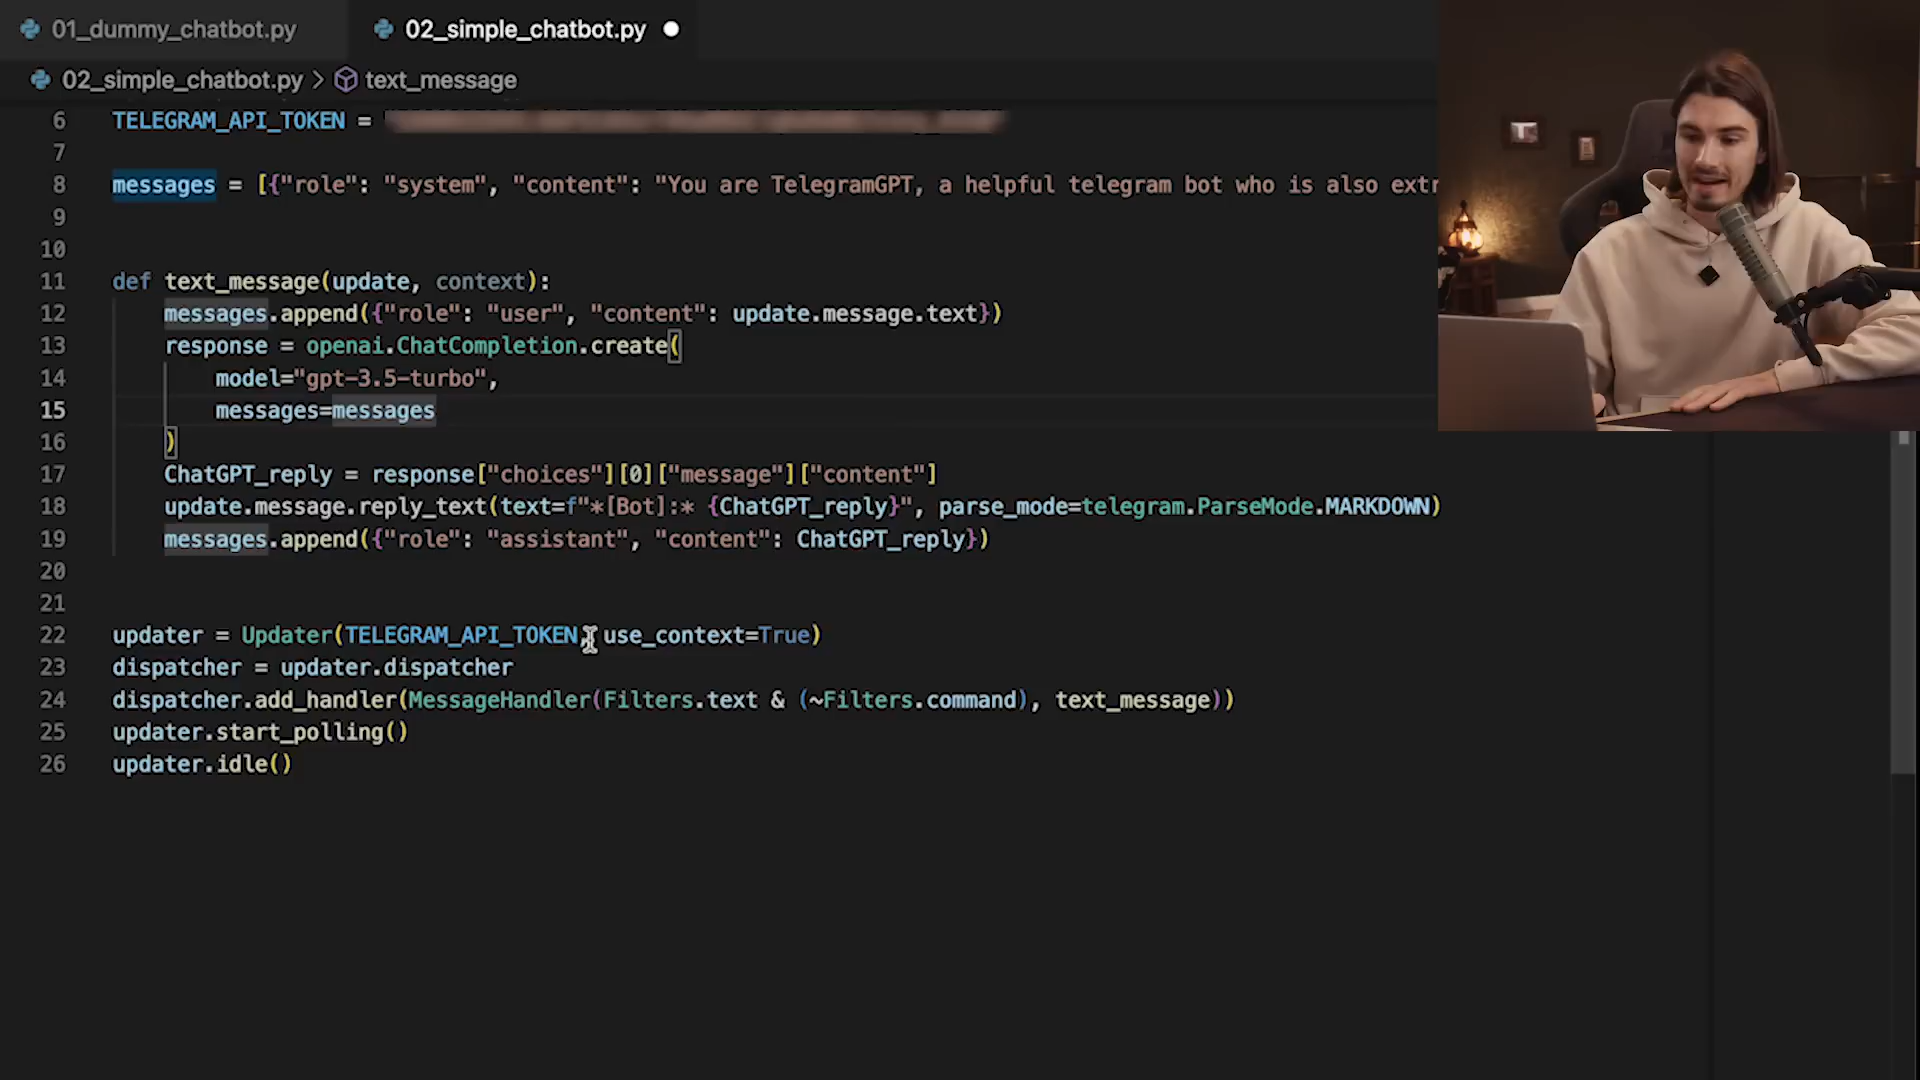 01_dummy_chatbot.py
02_simple_chatbot.py
02_simple_chatbot.py > text_message
6 TELEGRAM_API_TOKEN =
7
8 messages = [{"role": "system", "content": "You are TelegramGPT, a helpful telegram bot who is also extr
9
10
11 def text_message(update, context):
12 messages.append({"role": "user", "content": update.message.text})
13 response = openai.ChatCompletion.create(
14 model="gpt-3.5-turbo",
15 messages=messages
16 )
17 ChatGPT_reply = response["choices"][0]["message"]["content"]
18 update.message.reply_text(text=f"*[Bot]:* {ChatGPT_reply}", parse_mode=telegram.ParseMode.MARKDOWN)
19 messages.append({"role": "assistant", "content": ChatGPT_reply})
20
21
22 updater = Updater(TELEGRAM_API_TOKEN, use_context=True)
23 dispatcher = updater.dispatcher
24 dispatcher.add_handler(MessageHandler(Filters.text & (~Filters.command), text_message))
25 updater.start_polling()
26 updater.idle()